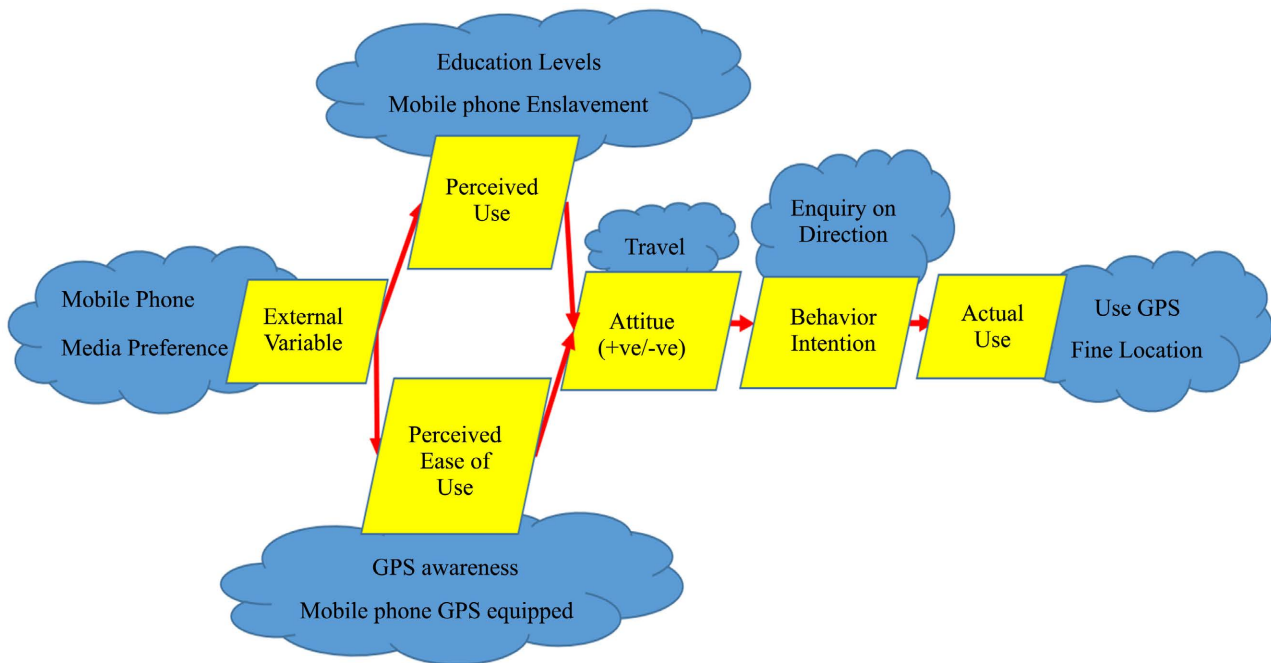 Education Levels
Mobile phone Enslavement
Perceived
Use
Enquiry on
Direction
Travel
Mobile Phone
Media Preference
External
Variable
Attitue
(+ve/-ve)
Behavior
Intention
Actual
Use
Use GPS
Fine Location
Perceived
Ease of
Use
GPS awareness
Mobile phone GPS equipped